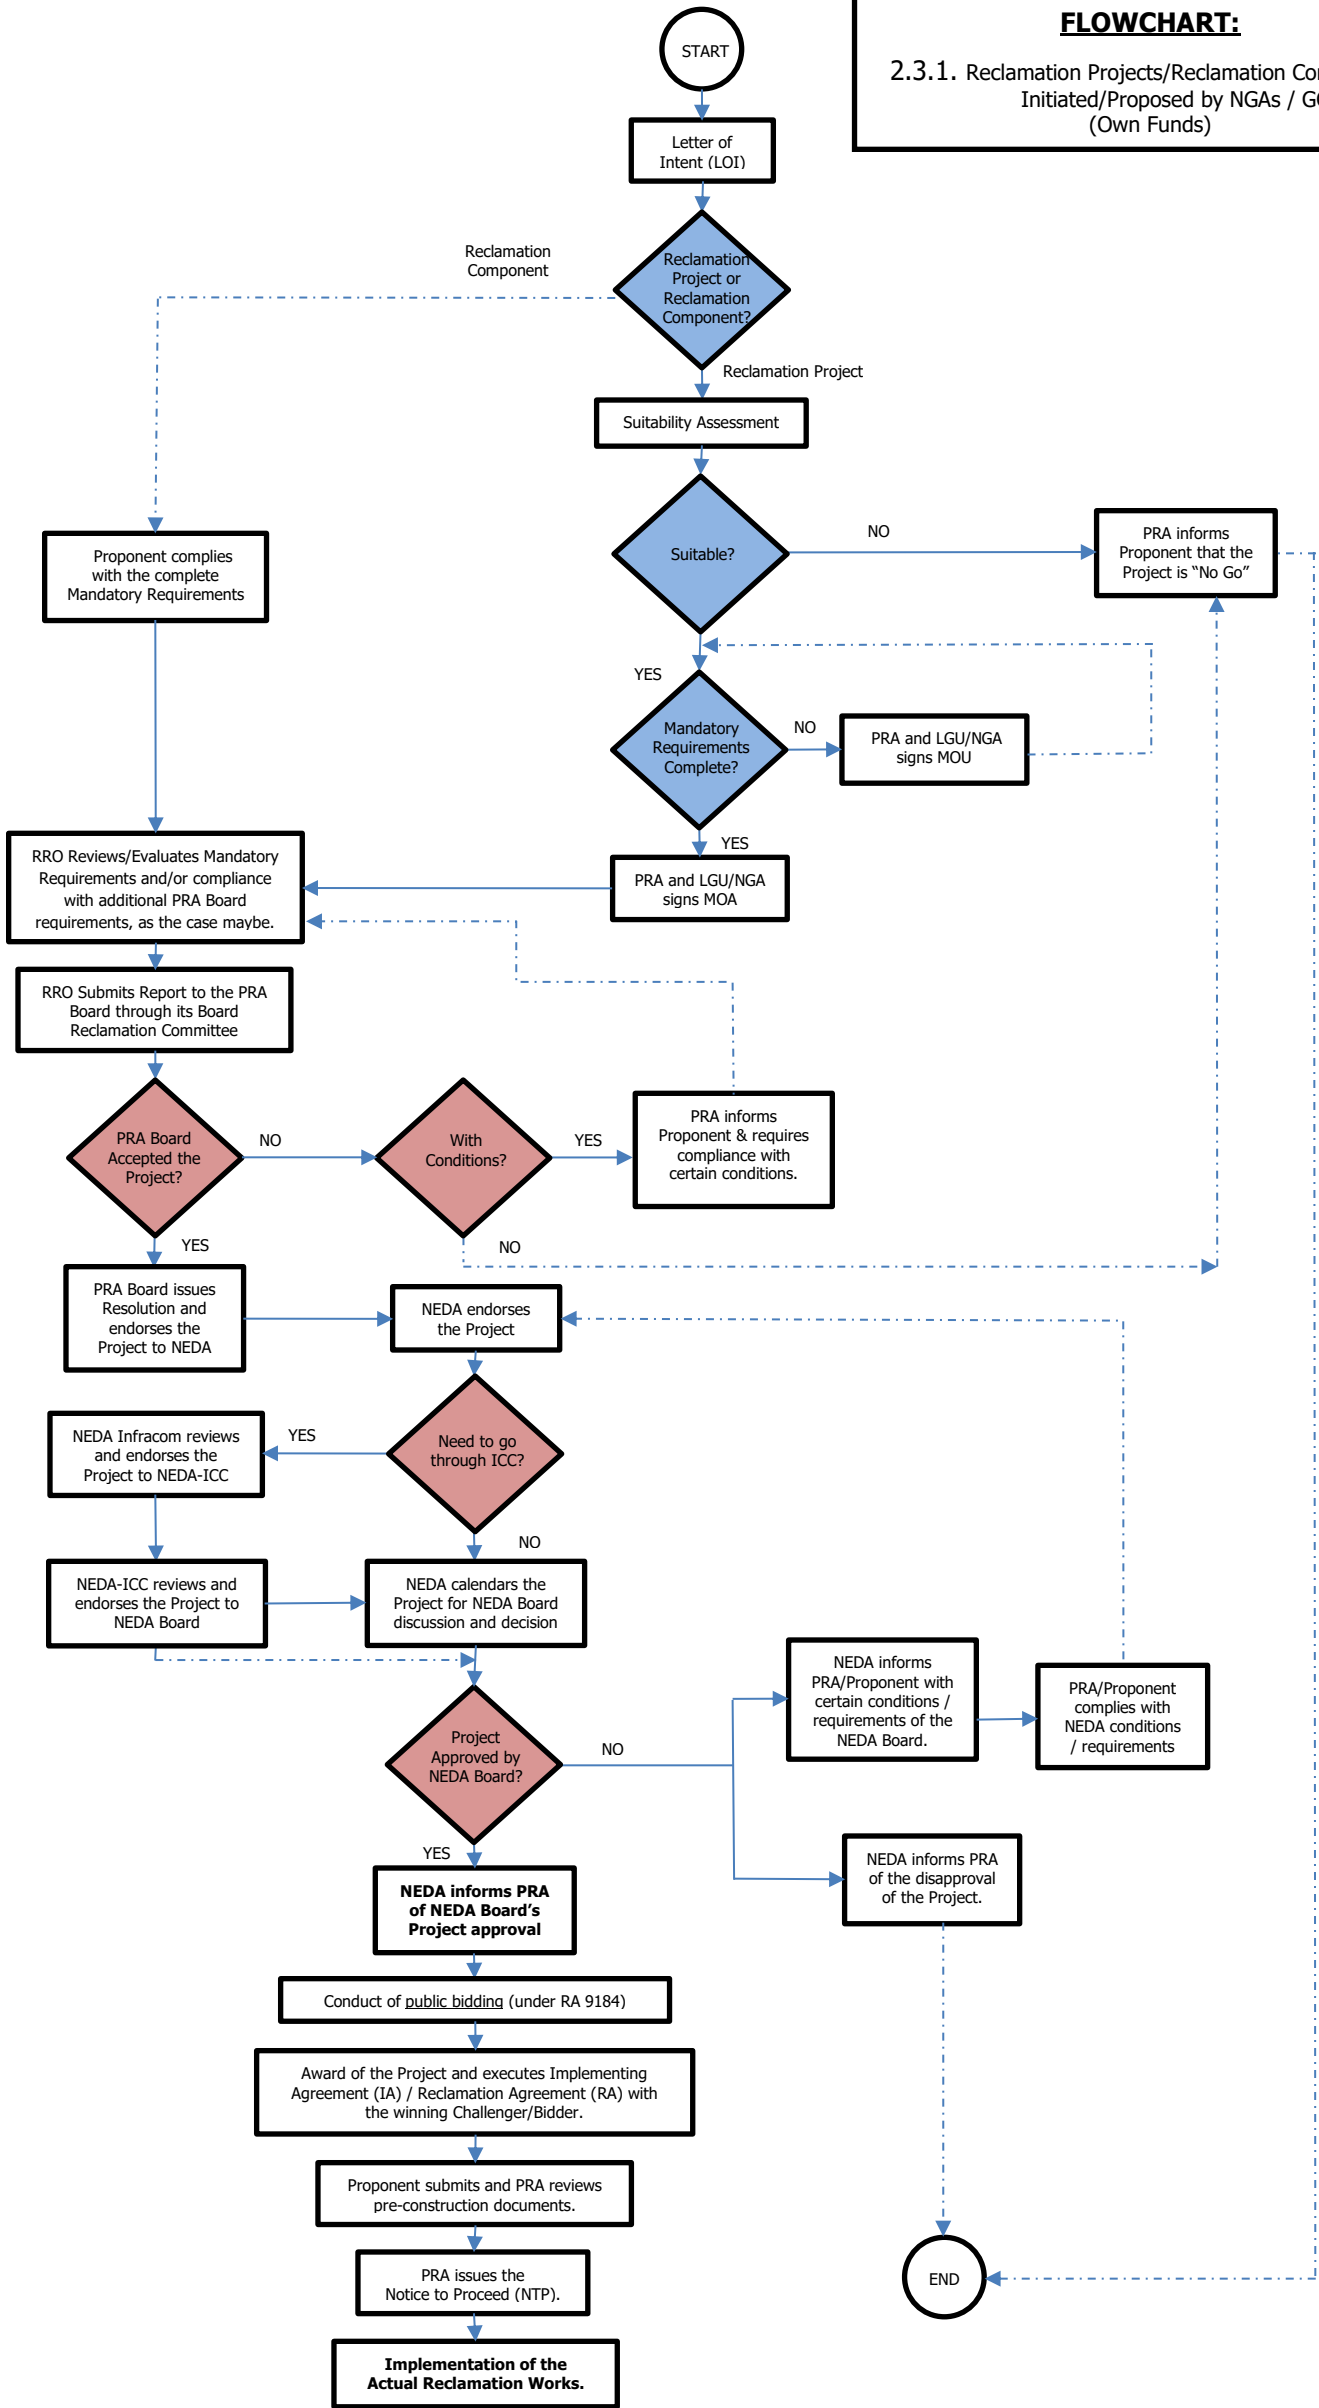 START
FLOWCHART:
2.3.1. Reclamation Projects/Reclamation
Initiated/Proposed by NGAs /
(Own Funds)
Letter of
Intent (LOI)
Reclamation
Component
Reclamation
Project or
Reclamation
Component?
Reclamation Project
Suitability Assessment
Proponent complies
with the complete
Mandatory Requirements
Suitable?
NO
PRA informs
Proponent that the
Project is “No Go”
YES
Mandatory
Requirements
Complete?
NO
PRA and LGU/NGA
signs MOU
YES
PRA and LGU/NGA
signs MOA
RRO Reviews/Evaluates Mandatory
Requirements and/or compliance
with additional PRA Board
requirements, as the case maybe.
RRO Submits Report to the PRA
Board through its Board
Reclamation Committee
PRA Board
Accepted the
Project?
NO
With
Conditions?
YES
PRA informs
Proponent & requires
compliance with
certain conditions.
YES
NO
PRA Board issues
Resolution and
endorses the
Project to NEDA
NEDA endorses
the Project
NEDA Infracom reviews
and endorses the
Project to NEDA-ICC
YES
Need to go
through ICC?
NO
NEDA-ICC reviews and
endorses the Project to
NEDA Board
NEDA calendars the
Project for NEDA Board
discussion and decision
NEDA informs
PRA/Proponent with
certain conditions /
requirements of the
NEDA Board.
PRA/Proponent
complies with
NEDA conditions
/ requirements
Project
Approved by
NEDA Board?
NO
YES
NEDA informs PRA
of the disapproval
of the Project.
NEDA informs PRA
of NEDA Board’s
Project approval
Conduct of public bidding (under RA 9184)
Award of the Project and executes Implementing
Agreement (IA) / Reclamation Agreement (RA) with
the winning Challenger/Bidder.
Proponent submits and PRA reviews
pre-construction documents.
PRA issues the
Notice to Proceed (NTP).
END
Implementation of the
Actual Reclamation Works.